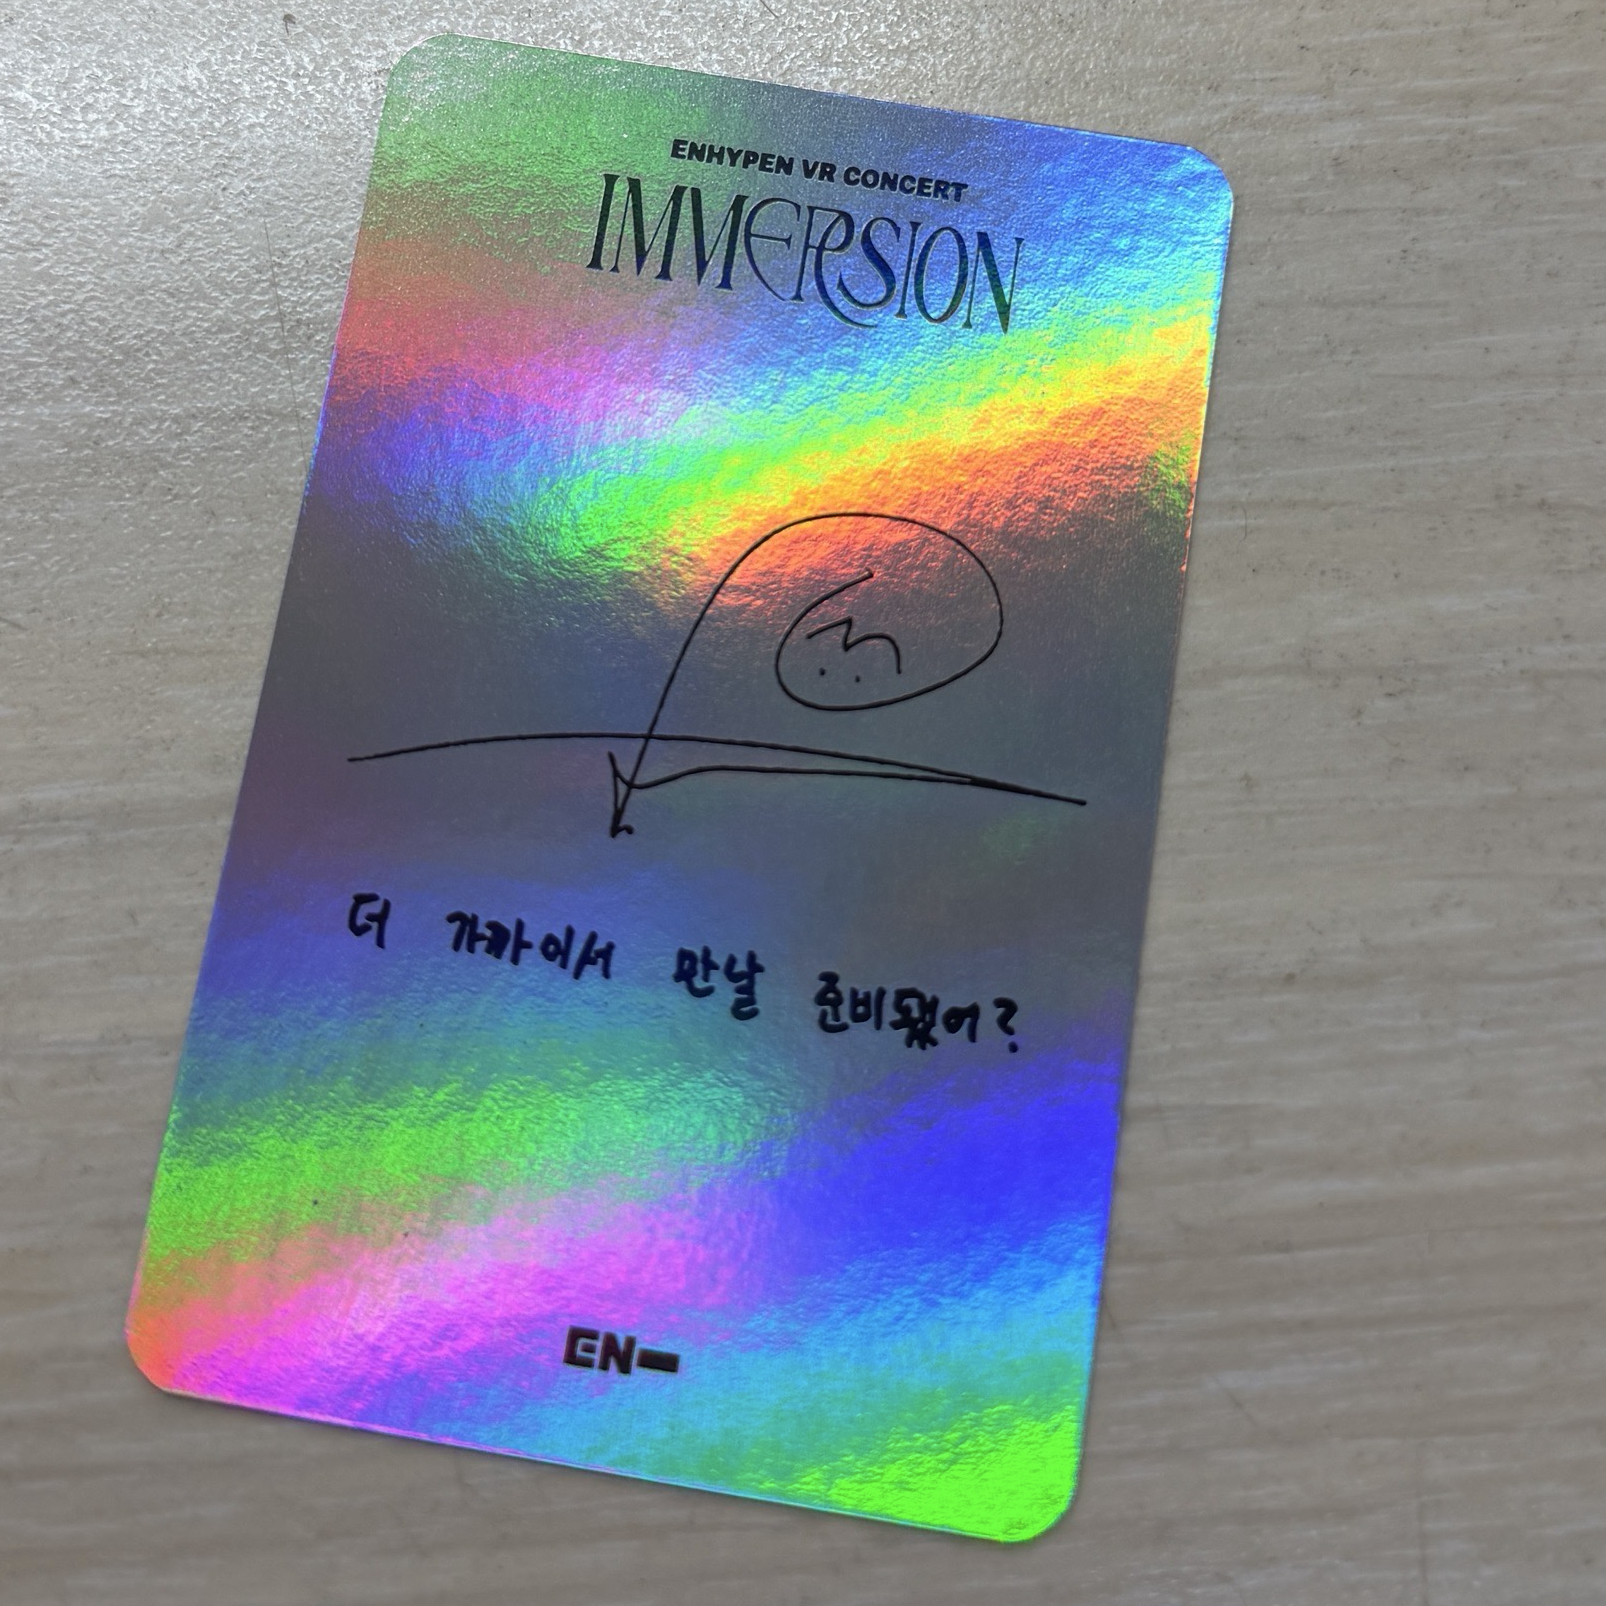 ENHYPEN VR CONCERT
IMMERSION
더 가까이서 만날 준비됐어?
EN-